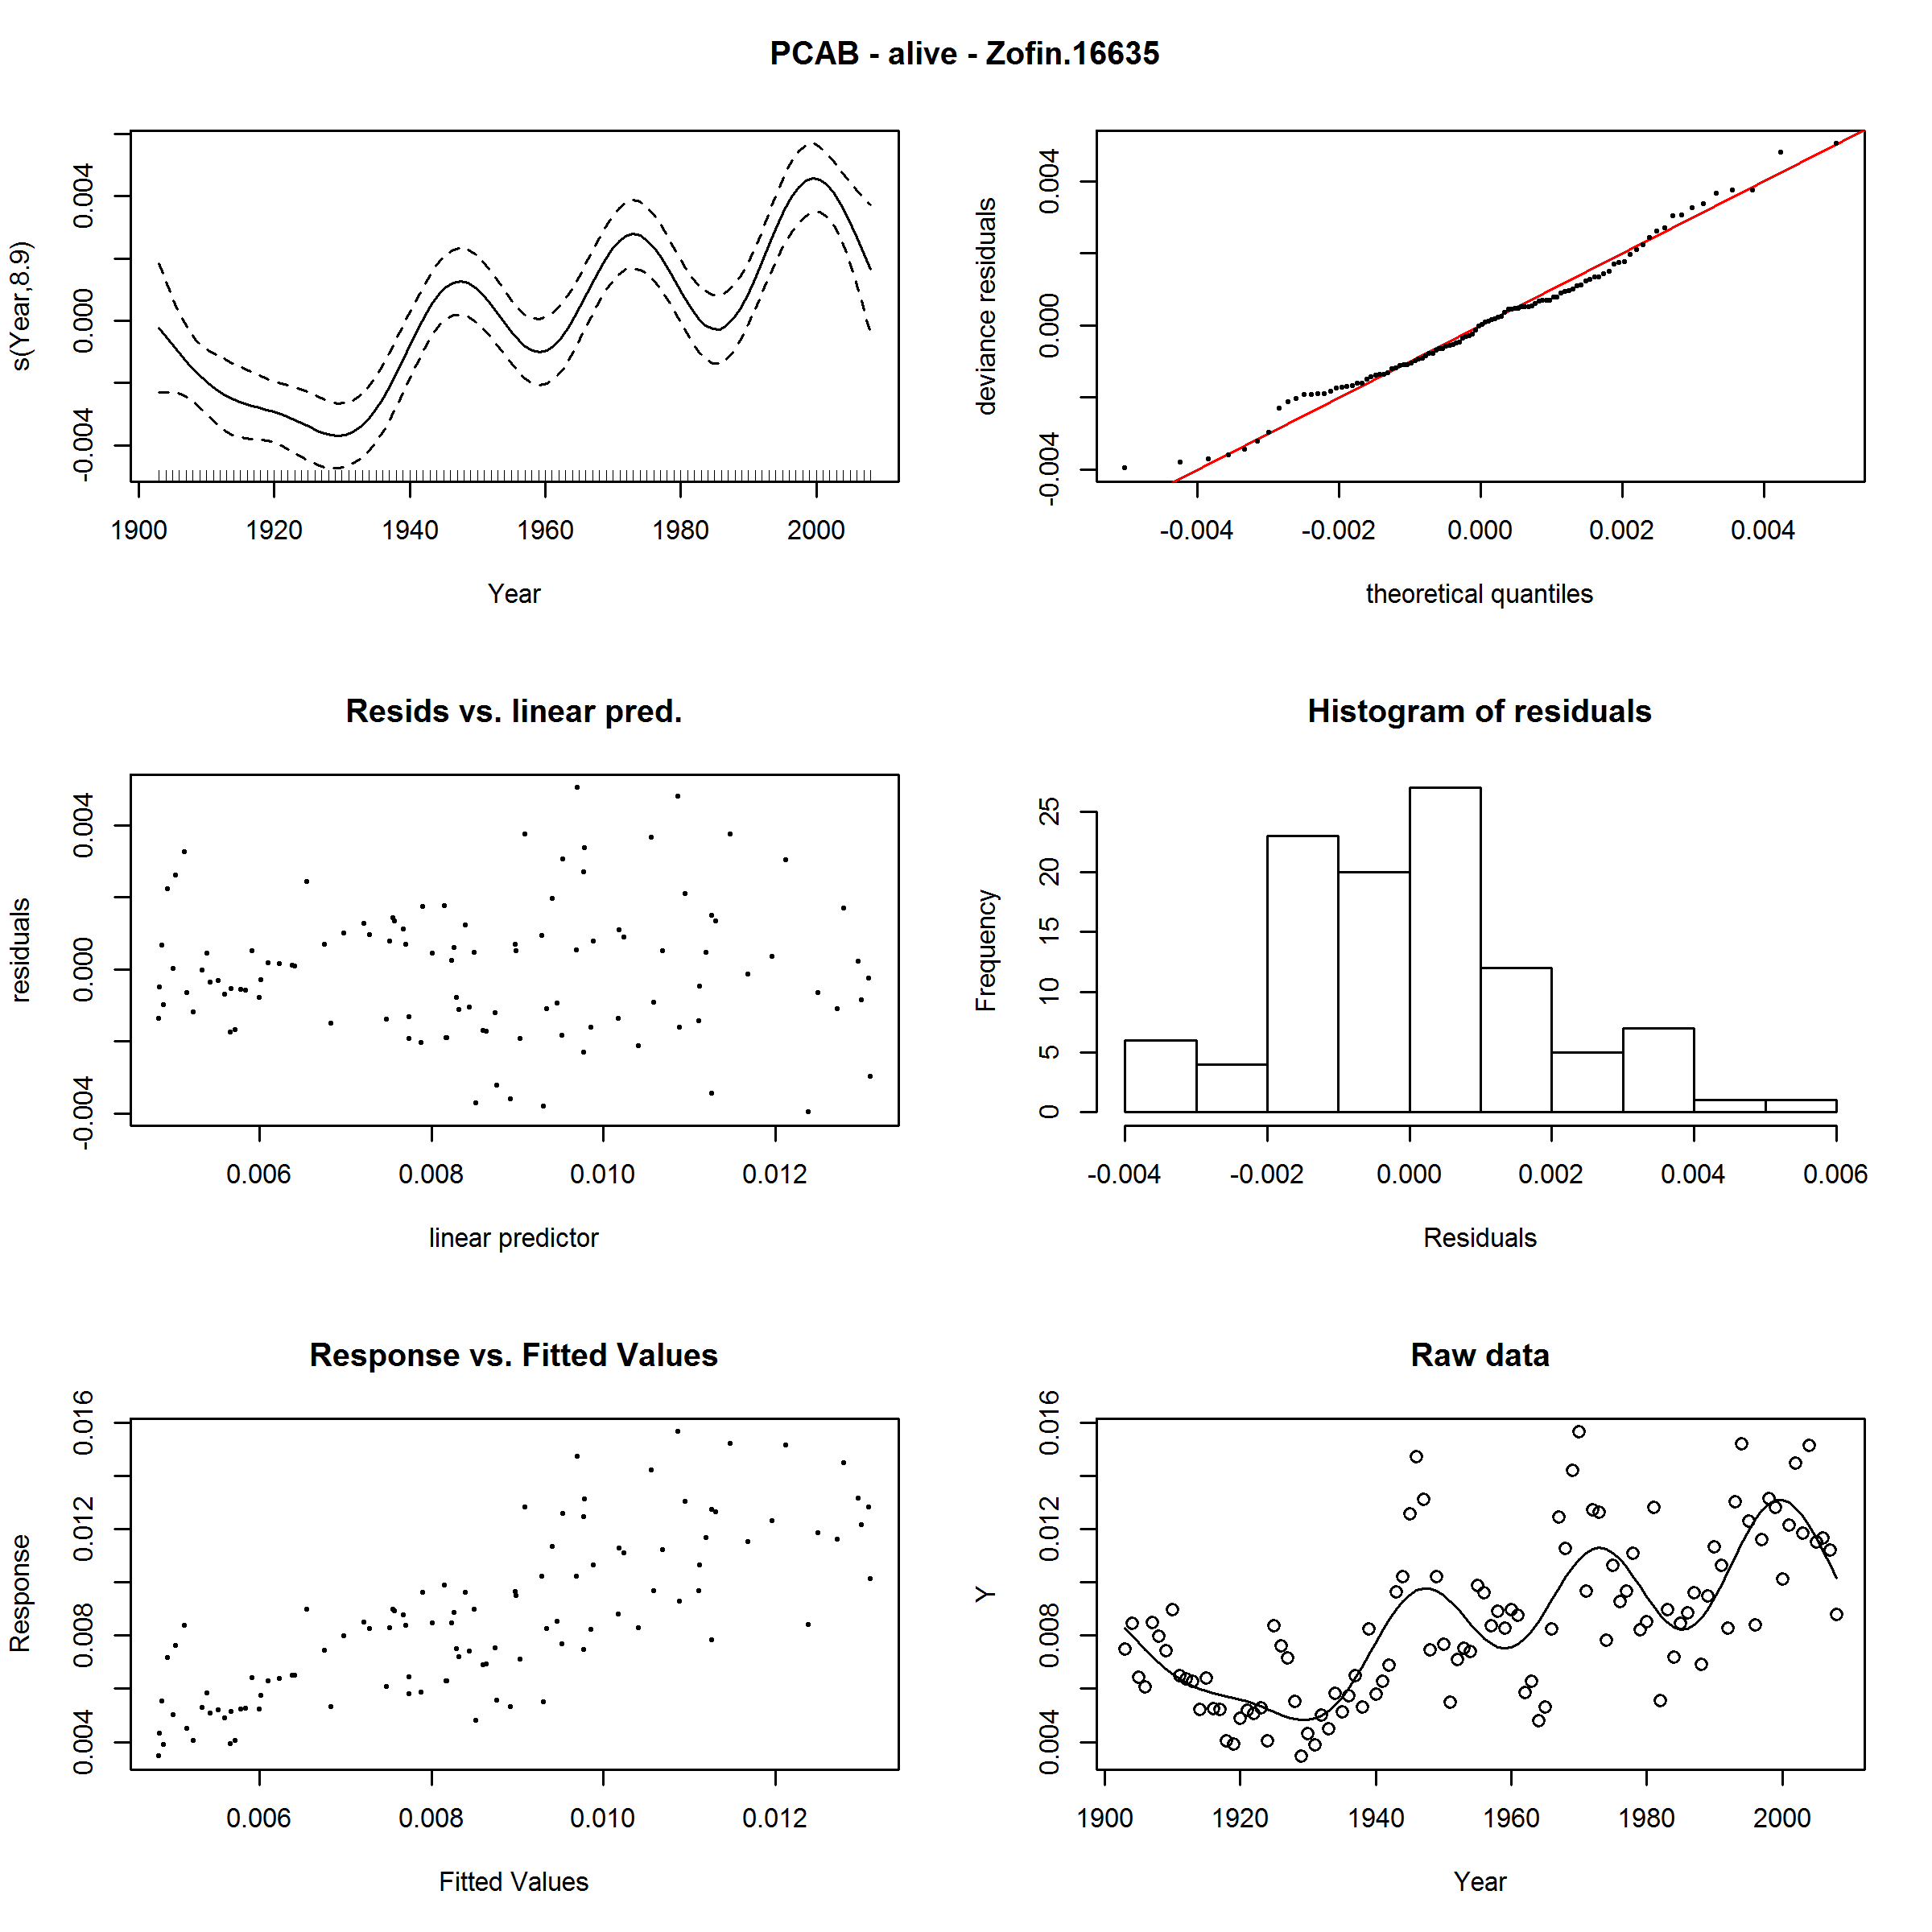 PCAB - alive - Zofin.16635
s(Year,8.9)
-0.004 0.000 0.004
1900 1920 1940 1960 1980 2000
Year
deviance residuals
-0.004 0.000 0.004
-0.004 -0.002 0.000 0.002 0.004
theoretical quantiles
Resids vs. linear pred.
residuals
-0.004 0.000 0.004
0.006 0.008 0.010 0.012
linear predictor
Histogram of residuals
Frequency
0 5 10 15 20 25
-0.004 -0.002 0.000 0.002 0.004 0.006
Residuals
Response vs. Fitted Values
Response
0.004 0.008 0.012 0.016
0.006 0.008 0.010 0.012
Fitted Values
Raw data
Y
0.004 0.008 0.012 0.016
1900 1920 1940 1960 1980 2000
Year